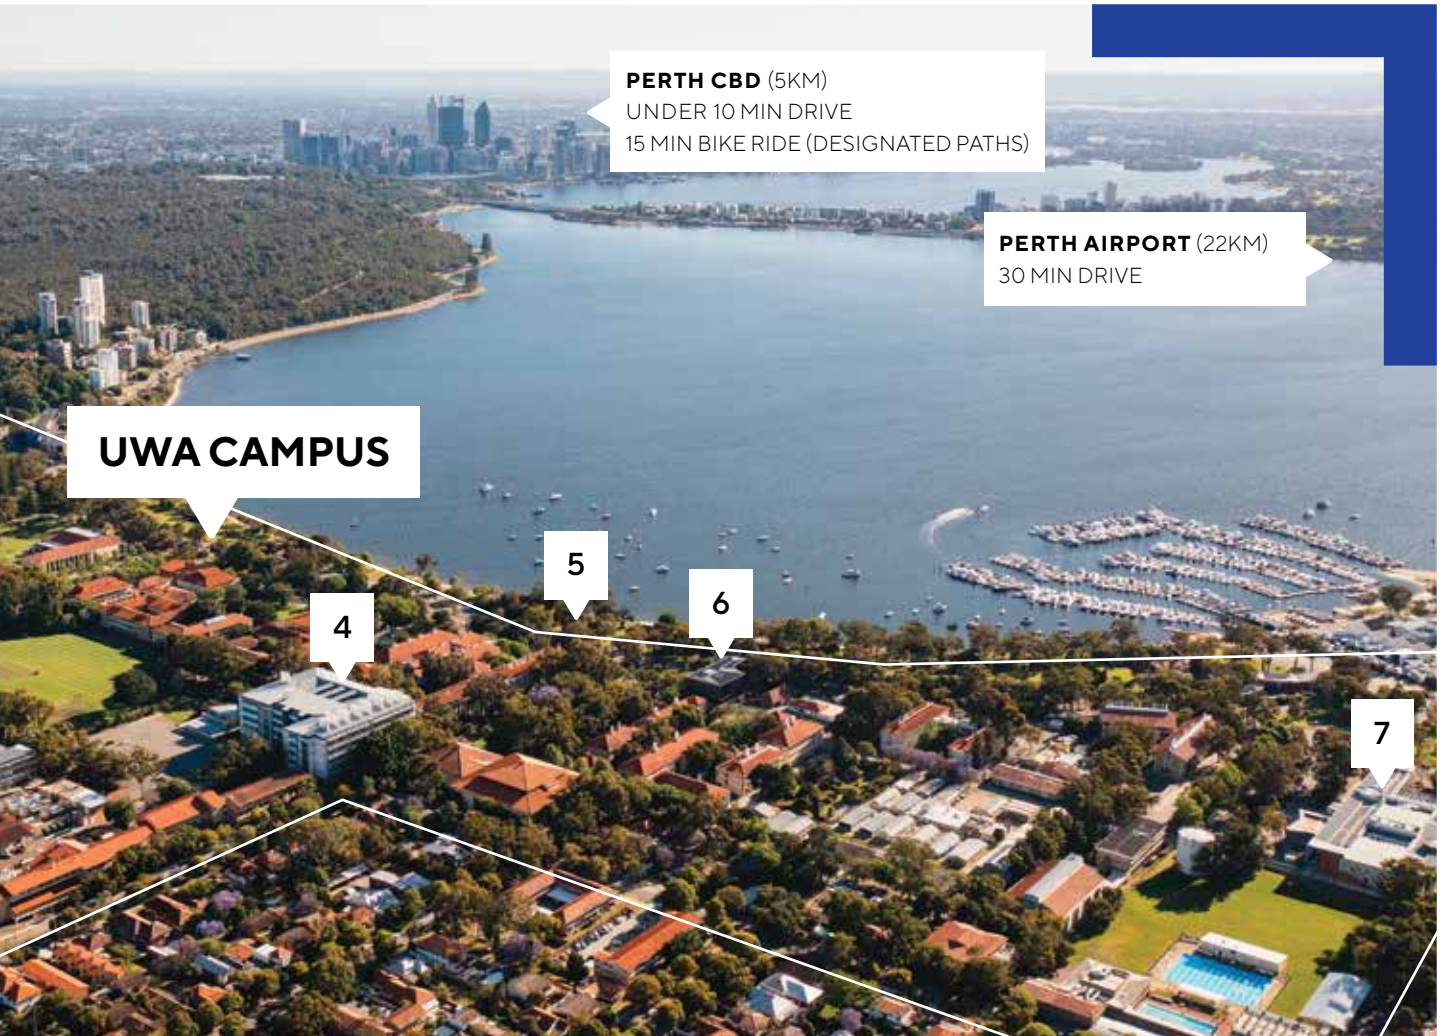 PERTH CBD (5KM)
UNDER 10 MIN DRIVE
15 MIN BIKE RIDE (DESIGNATED PATHS)
PERTH AIRPORT (22KM)
30 MIN DRIVE
UWA CAMPUS
5
6
4
7